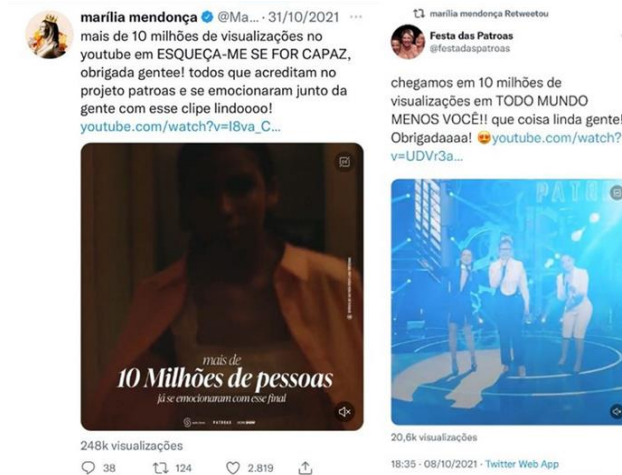 marília mendonça @Ma... · 31/10/2021 ...
mais de 10 milhões de visualizações no
youtube em ESQUEÇA-ME SE FOR CAPAZ,
obrigada gentee! todos que acreditam no
projeto patroas e se emocionaram junto da
gente com esse clipe lindoooo!
youtube.com/watch?v=I8va_C...
mais de
10 Milhões de pessoas
já se emocionaram com esse final
PATROAS
248k visualizações
38 124 2.819
marília mendonça Retweetou
Festa das Patroas
@festadaspatroas
chegamos em 10 milhões de
visualizações em TODO MUNDO
MENOS VOCÊ!! que coisa linda gente!
Obrigadaaaa! 😍 youtube.com/watch?
v=UDVr3a...
PATR
20,6k visualizações
18:35 · 08/10/2021 · Twitter Web App